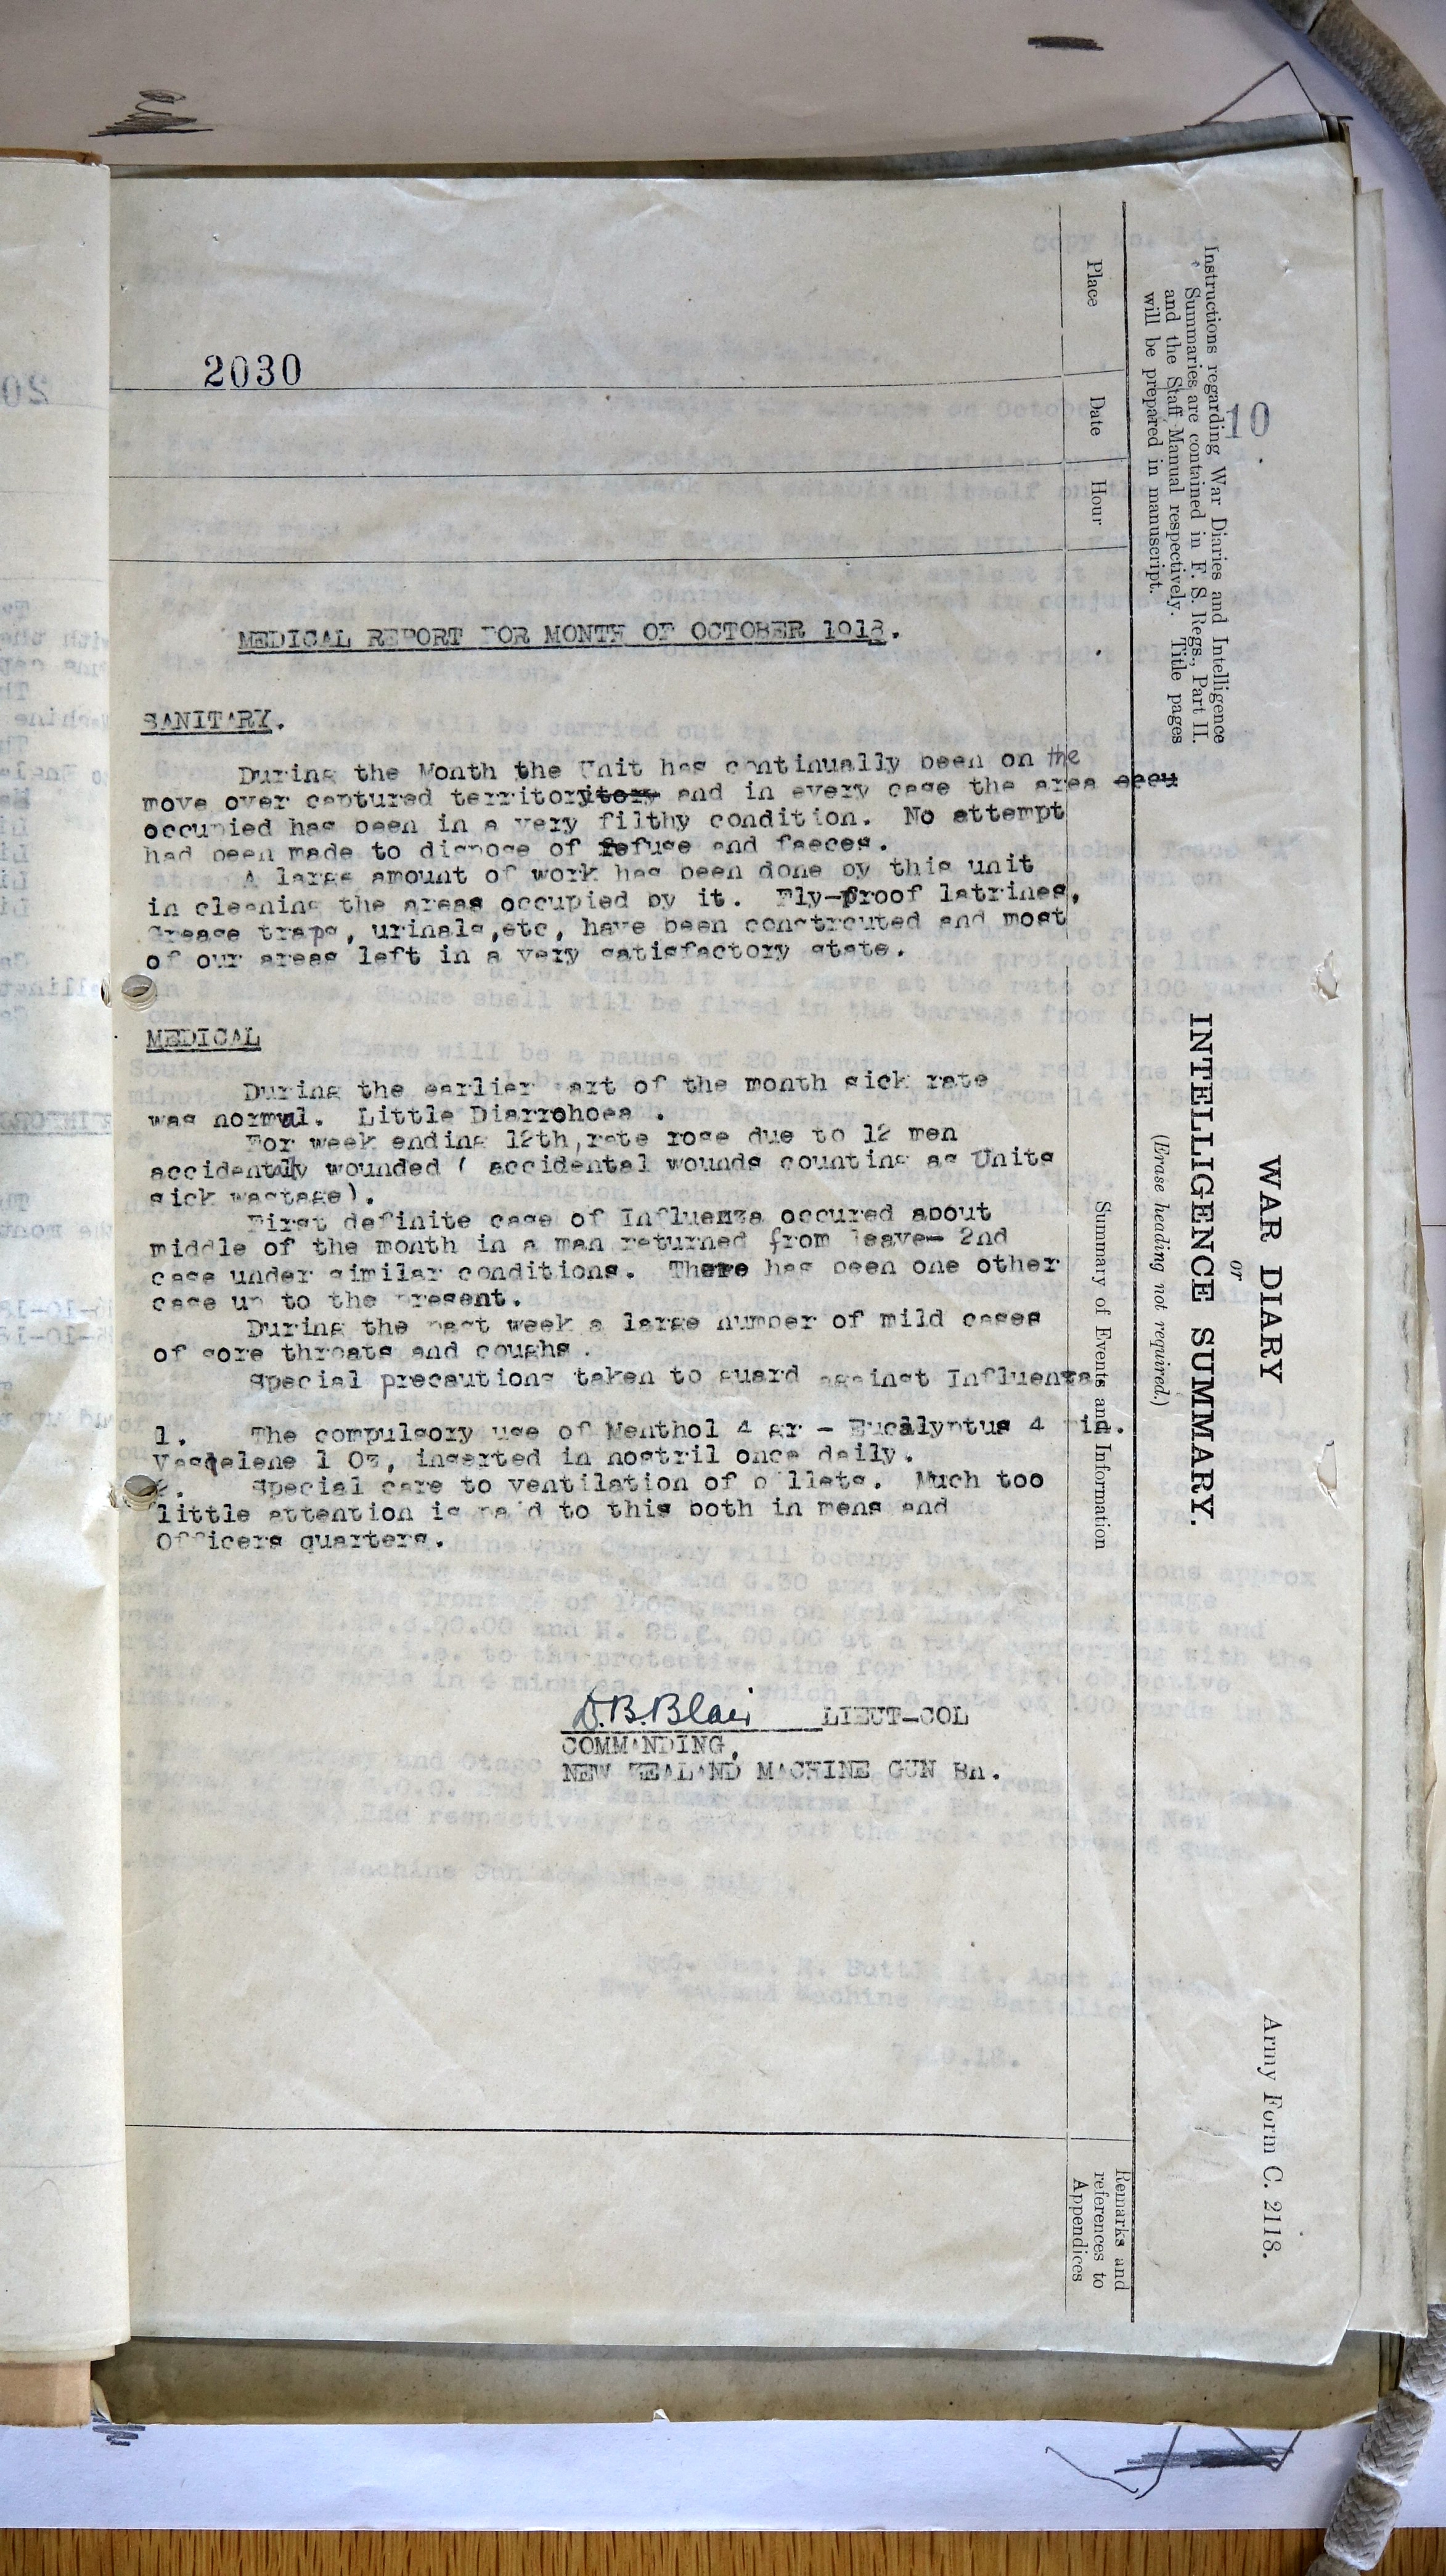 2030
10
Army Form C. 2118.
WAR DIARY
or
INTELLIGENCE SUMMARY.
(Erase heading not required.)
Instructions regarding War Diaries and Intelligence
Summaries are contained in F. S. Regs., Part II.
and the Staff Manual respectively. Title pages
will be prepared in manuscript.
Place
Date
Hour
Summary of Events and Information
Remarks and
references to
Appendices
MEDICAL REPORT FOR MONTH OF OCTOBER 1918.
SANITARY.
During the Month the Unit has continually been on the
move over captured territoryitory and in every case the area occu
occupied has been in a very filthy condition. No attempt
had been made to dispose of refuse and faeces.
A large amount of work has been done by this unit
in cleaning the areas occupied by it. Fly-proof latrines,
Grease traps, urinals,etc, have been constructed and most
of our areas left in a very satisfactory state.
MEDICAL
During the earlier part of the month sick rate
was normal. Little Diarrohoea .
For week ending 12th,rate rose due to 12 men
accidently wounded ( accidental wounds counting as Units
sick wastage).
First definite case of Influenza occured about
middle of the month in a man returned from leave- 2nd
case under similar conditions. There has been one other
case up to the present.
During the past week a large number of mild cases
of sore throats and coughs .
Special precautions taken to guard against Influenza
1. The compulsory use of Menthol 4 gr - Eucalyptus 4 min.
Vaselene 1 Oz, inserted in nostril once daily.
2. Special care to ventilation of billets. Much too
little attention is paid to this both in mens and
Officers quarters.
D.B.Blair LIEUT-COL
COMMANDING,
NEW ZEALAND MACHINE GUN Bn.